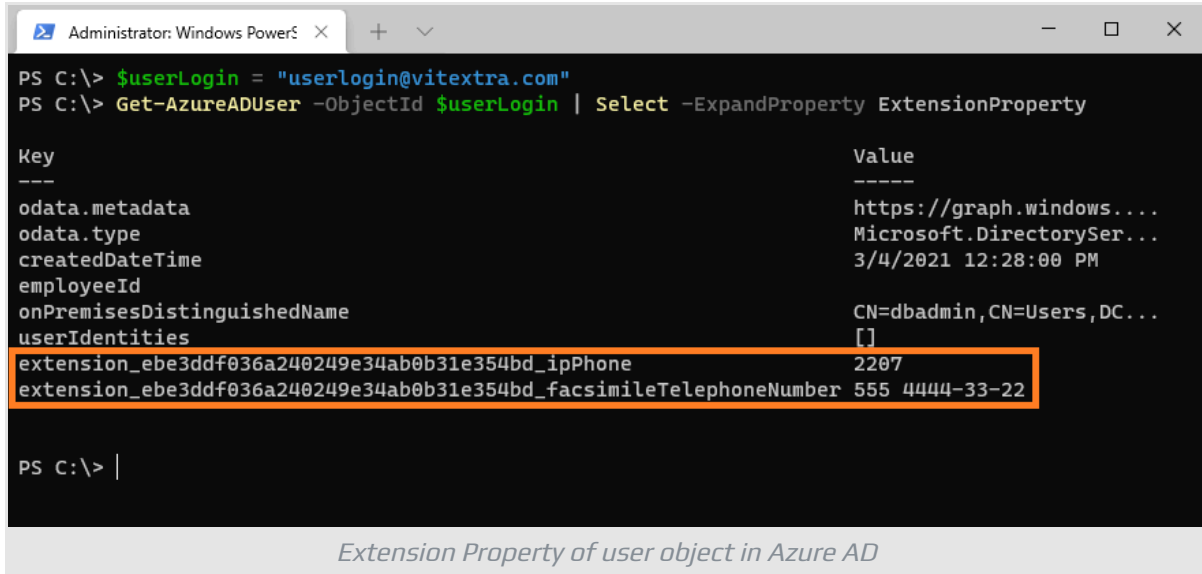 Administrator: Windows PowerS
PS C:\> $userLogin = "userlogin@vitextra.com"
PS C:\> Get-AzureADUser -ObjectId $userLogin | Select -ExpandProperty ExtensionProperty
Key Value
--- -----
odata.metadata https://graph.windows....
odata.type Microsoft.DirectorySer...
createdDateTime 3/4/2021 12:28:00 PM
employeeId
onPremisesDistinguishedName CN=dbadmin,CN=Users,DC...
userIdentities []
extension_ebe3ddf036a240249e34ab0b31e354bd_ipPhone 2207
extension_ebe3ddf036a240249e34ab0b31e354bd_facsimileTelephoneNumber 555 4444-33-22
PS C:\>
Extension Property of user object in Azure AD